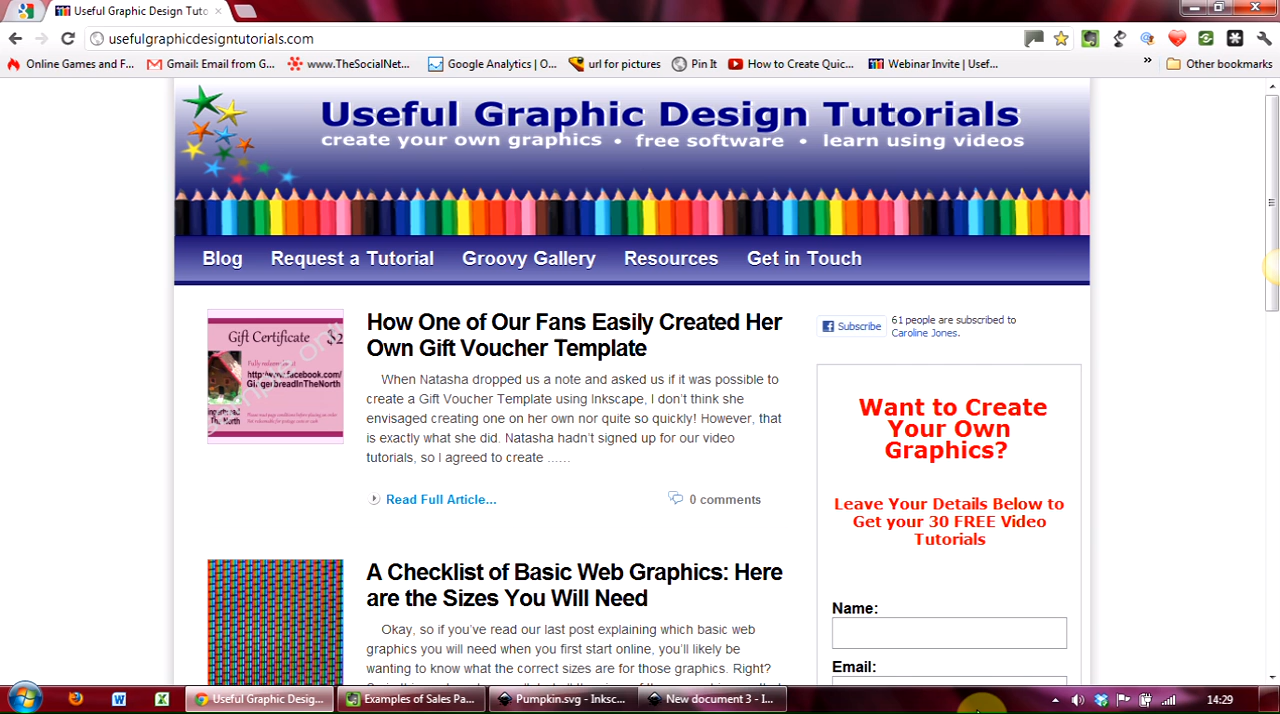 Useful Graphic Design Tuto
usefulgraphicdesigntutorials.com
Online Games and F... Gmail: Email from G... www.TheSocialNet... Google Analytics | O... url for pictures Pin It How to Create Quic... Webinar Invite | Usef... » Other bookmarks
Useful Graphic Design Tutorials
create your own graphics • free software • learn using videos
Blog Request a Tutorial Groovy Gallery Resources Get in Touch
Gift Certificate $2
http://www.facebook.com/
GingerbreadInTheNorth
The North
How One of Our Fans Easily Created Her
Own Gift Voucher Template
When Natasha dropped us a note and asked us if it was possible to
create a Gift Voucher Template using Inkscape, I don't think she
envisaged creating one on her own nor quite so quickly! However, that
is exactly what she did. Natasha hadn't signed up for our video
tutorials, so I agreed to create ......
Read Full Article... 0 comments
A Checklist of Basic Web Graphics: Here
are the Sizes You Will Need
Okay, so if you've read our last post explaining which basic web
graphics you will need when you first start online, you'll likely be
wanting to know what the correct sizes are for those graphics. Right?
Subscribe
61 people are subscribed to
Caroline Jones.
Want to Create
Your Own
Graphics?
Leave Your Details Below to
Get your 30 FREE Video
Tutorials
Name:
Email:
Useful Graphic Desig... Examples of Sales Pa... Pumpkin.svg - Inksc... New document 3 - I... 14:29